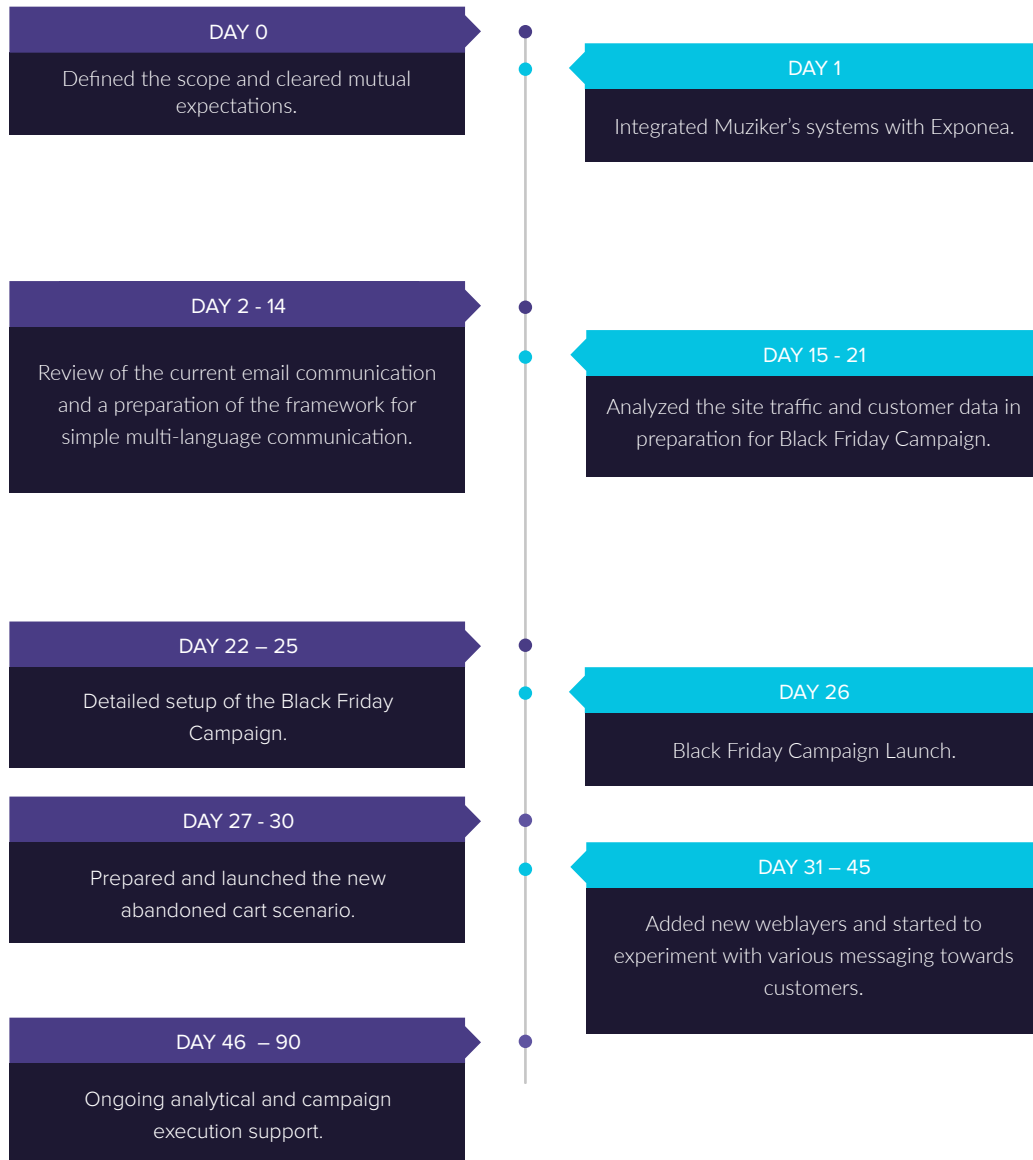 DAY 0
Defined the scope and cleared mutual
expectations.
DAY 1
Integrated Muziker’s systems with Exponea.
DAY 2 - 14
Review of the current email communication
and a preparation of the framework for
simple multi-language communication.
DAY 15 - 21
Analyzed the site traffic and customer data in
preparation for Black Friday Campaign.
DAY 22 – 25
Detailed setup of the Black Friday
Campaign.
DAY 26
Black Friday Campaign Launch.
DAY 27 - 30
Prepared and launched the new
abandoned cart scenario.
DAY 31 – 45
Added new weblayers and started to
experiment with various messaging towards
customers.
DAY 46 – 90
Ongoing analytical and campaign
execution support.